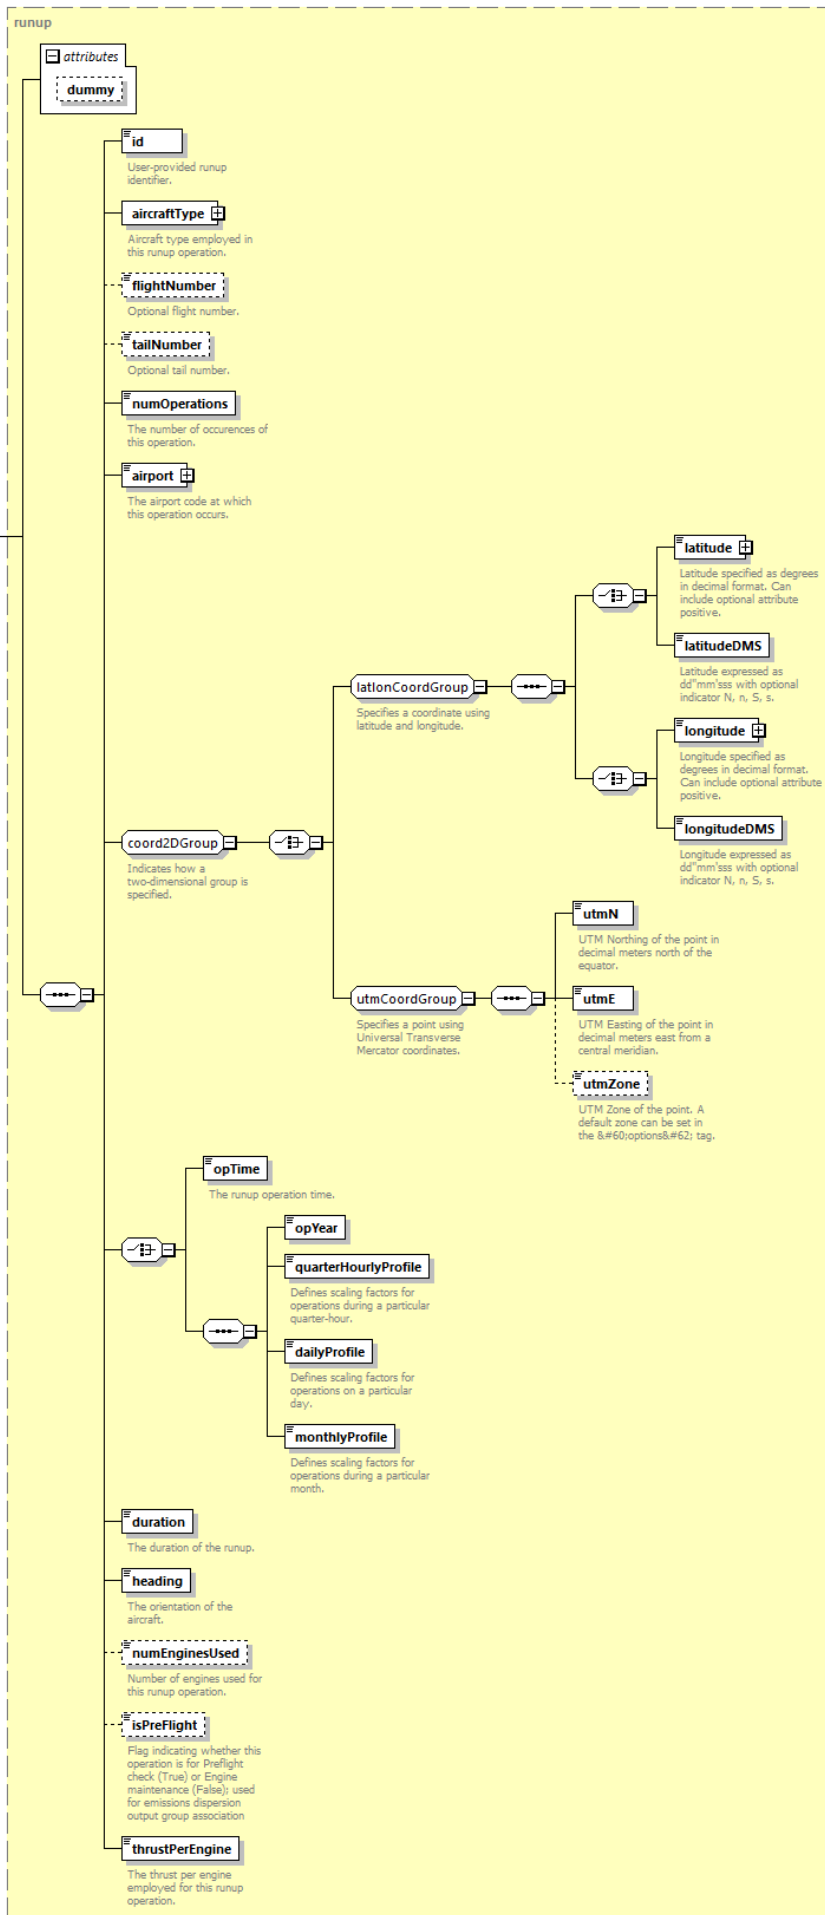 runup
attributes
dummy
id
User-provided runup
identifier.
aircraftType
Aircraft type employed in
this runup operation.
flightNumber
Optional flight number.
tailNumber
Optional tail number.
numOperations
The number of occurences of
this operation.
airport
The airport code at which
this operation occurs.
latitude
Latitude specified as degrees
in decimal format. Can
include optional attribute
positive.
latitudeDMS
Latitude expressed as
dd"mm'sss with optional
indicator N, n, S, s.
latlonCoordGroup
Specifies a coordinate using
latitude and longitude.
longitude
Longitude specified as
degrees in decimal format.
Can include optional attribute
positive.
longitudeDMS
Longitude expressed as
dd"mm'sss with optional
indicator N, n, S, s.
coord2DGroup
Indicates how a
two-dimensional group is
specified.
utmN
UTM Northing of the point in
decimal meters north of the
equator.
utmCoordGroup
Specifies a point using
Universal Transverse
Mercator coordinates.
utmE
UTM Easting of the point in
decimal meters east from a
central meridian.
utmZone
UTM Zone of the point. A
default zone can be set in
the &#60;options&#62; tag.
opTime
The runup operation time.
opYear
quarterHourlyProfile
Defines scaling factors for
operations during a particular
quarter-hour.
dailyProfile
Defines scaling factors for
operations on a particular
day.
monthlyProfile
Defines scaling factors for
operations during a particular
month.
duration
The duration of the runup.
heading
The orientation of the
aircraft.
numEnginesUsed
Number of engines used for
this runup operation.
isPreFlight
Flag indicating whether this
operation is for Preflight
check (True) or Engine
maintenance (False); used
for emissions dispersion
output group association
thrustPerEngine
The thrust per engine
employed for this runup
operation.